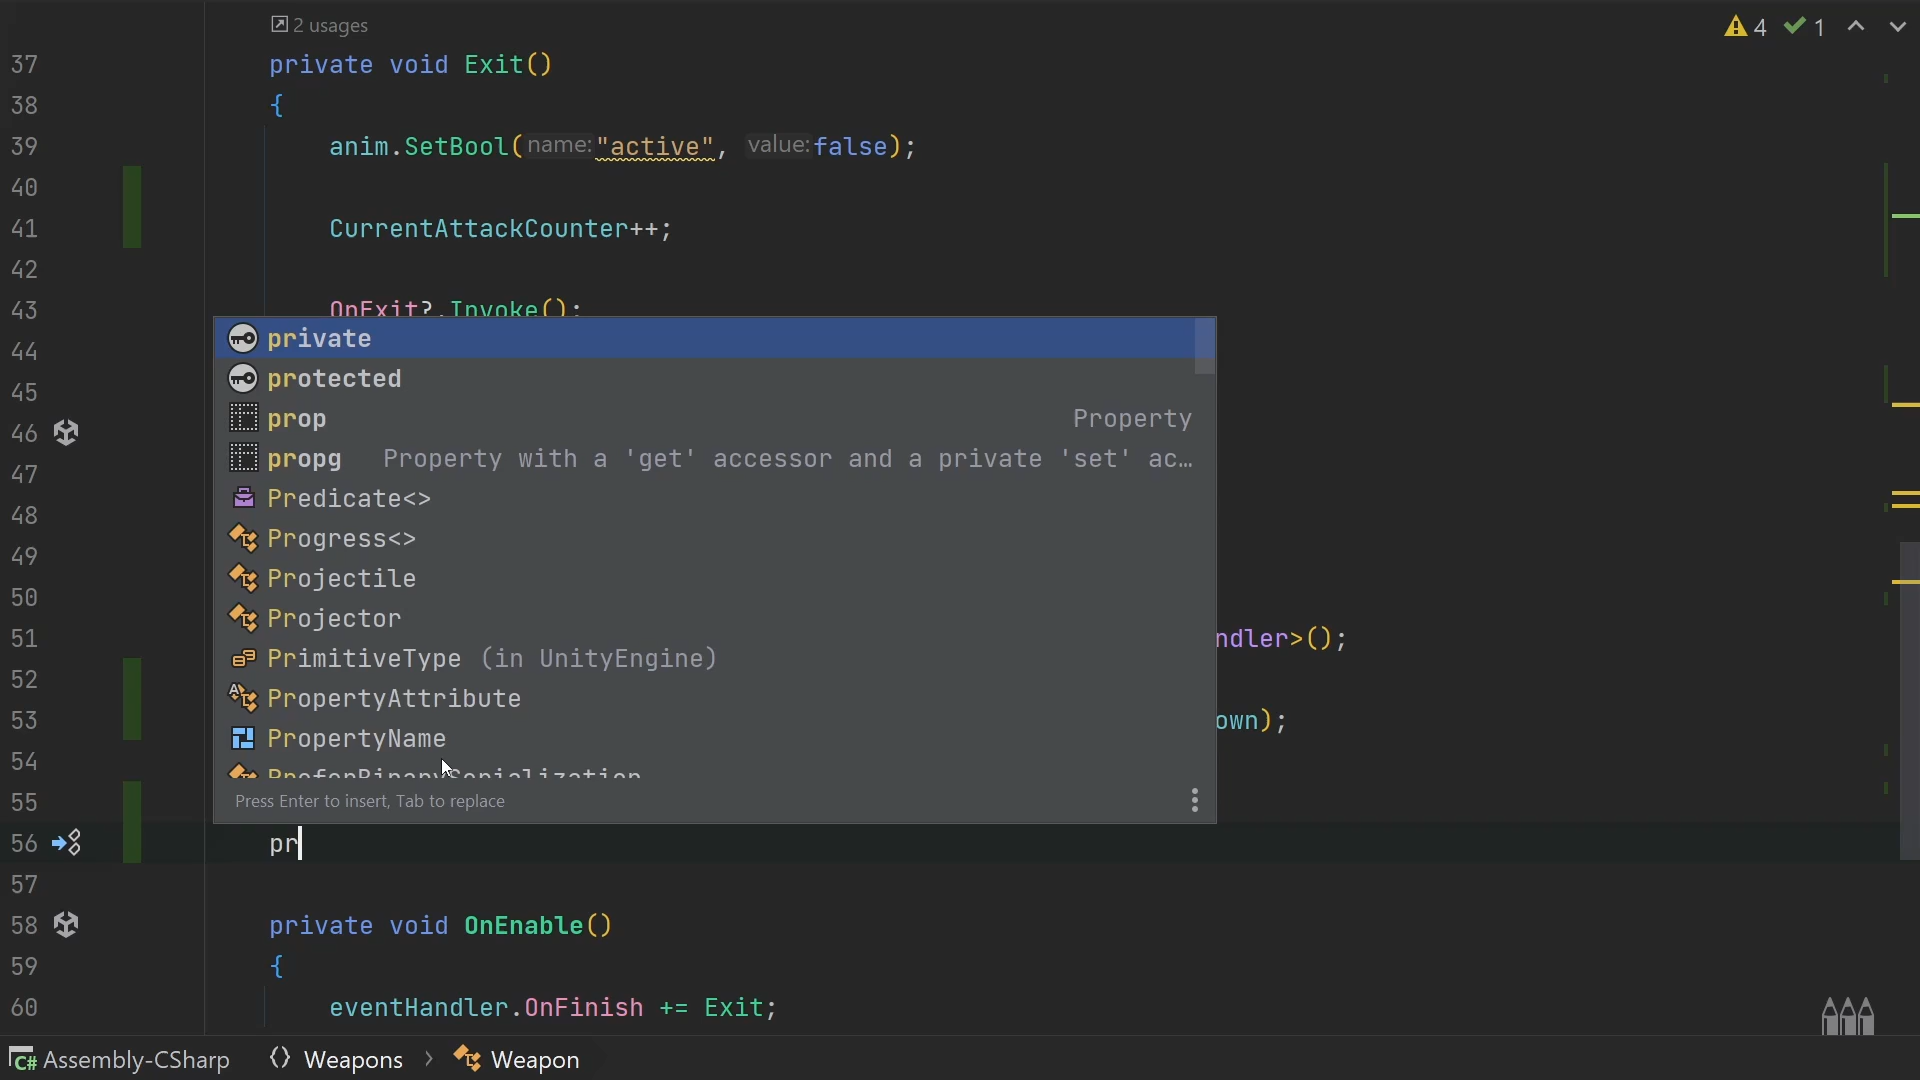 2 usages
4 1
37 private void Exit()
38 {
39 anim.SetBool( name: "active", value: false);
40
41 CurrentAttackCounter++;
42
43 OnExit?.Invoke();
44 private
45 protected
46 prop Property
47 propg Property with a 'get' accessor and a private 'set' ac…
48 Predicate<>
49 Progress<>
50 Projectile
51 Projector ndler>();
52 PrimitiveType (in UnityEngine)
53 PropertyAttribute own);
54 PropertyName
PreferBinarySerialization
55 Press Enter to insert, Tab to replace
56 pr
57
58 private void OnEnable()
59 {
60 eventHandler.OnFinish += Exit;
C# Assembly-CSharp Weapons Weapon